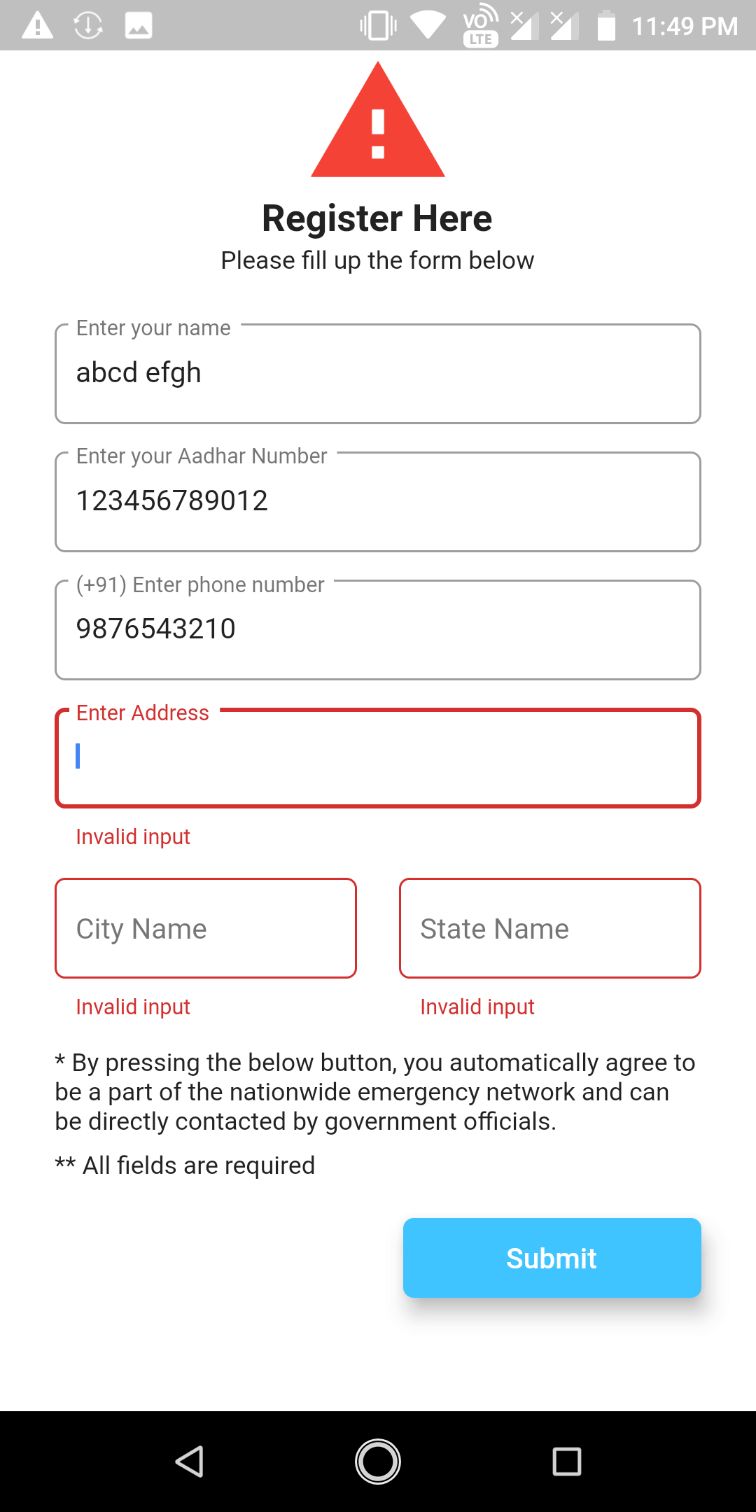 VO LTE 11:49 PM
Register Here
Please fill up the form below
Enter your name
abcd efgh
Enter your Aadhar Number
123456789012
(+91) Enter phone number
9876543210
Enter Address
Invalid input
City Name State Name
Invalid input Invalid input
* By pressing the below button, you automatically agree to
be a part of the nationwide emergency network and can
be directly contacted by government officials.
** All fields are required
Submit